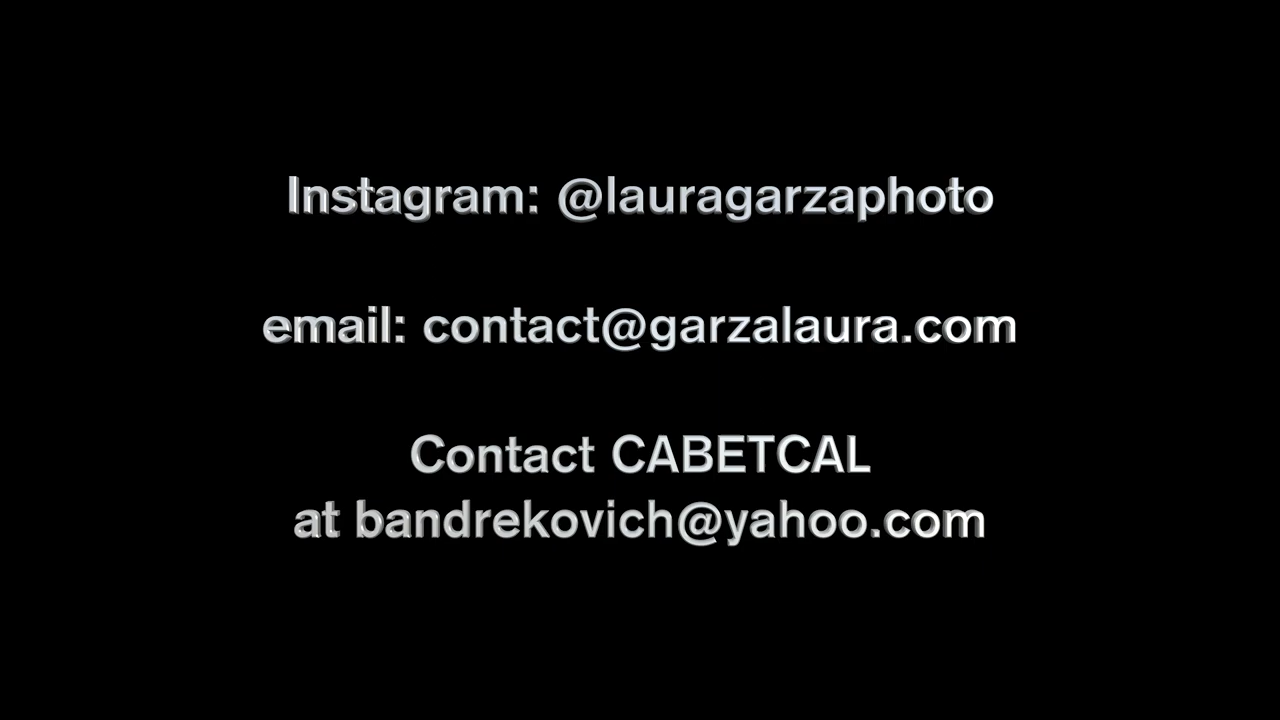 Instagram: @lauragarzaphoto
email: contact@garzalaura.com
Contact CABETCAL
at bandrekovich@yahoo.com